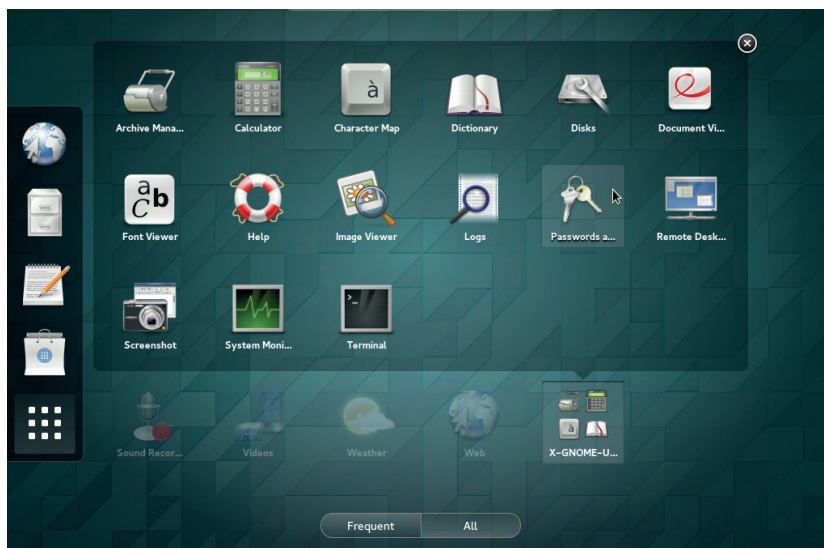 Archive Mana...
Calculator
Character Map
Dictionary
Disks
Document Vi...
à
a
b
C
Font Viewer
Help
Image Viewer
Logs
Passwords a...
Remote Desk...
>_
Screenshot
System Moni...
Terminal
à
Sound Recor...
Videos
Weather
Web
X-GNOME-U...
Frequent
All